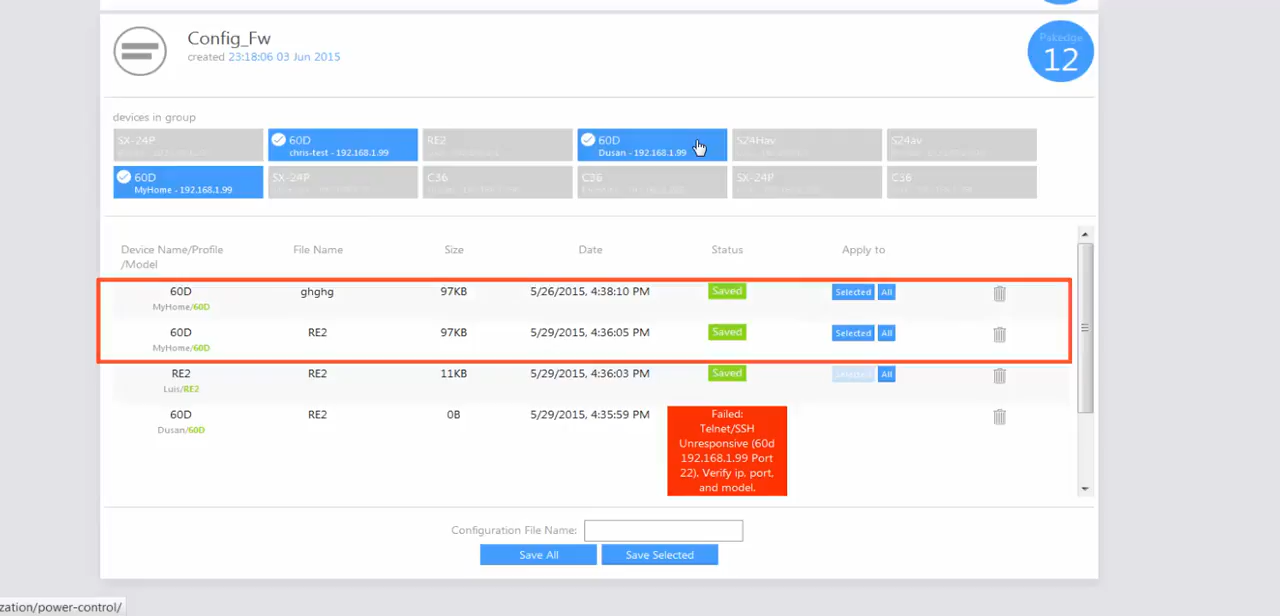 Config_Fw
created 23:18:06 03 Jun 2015
Pakedge
12
devices in group
SX-24P
60D
chris-test - 192.168.1.99
RE2
60D
Dusan - 192.168.1.99
S24Hav
S24av
60D
MyHome - 192.168.1.99
SX-24P
C36
C36
SX-24P
C36
Device Name/Profile
/Model
File Name
Size
Date
Status
Apply to
60D
MyHome/60D
ghghg
97KB
5/26/2015, 4:38:10 PM
Saved
Selected
All
60D
MyHome/60D
RE2
97KB
5/29/2015, 4:36:05 PM
Saved
Selected
All
RE2
Luis/RE2
RE2
11KB
5/29/2015, 4:36:03 PM
Saved
Selected
All
60D
Dusan/60D
RE2
0B
5/29/2015, 4:35:59 PM
Failed:
Telnet/SSH
Unresponsive (60d
192.168.1.99 Port
22). Verify ip, port,
and model.
Configuration File Name:
Save All
Save Selected
zation/power-control/